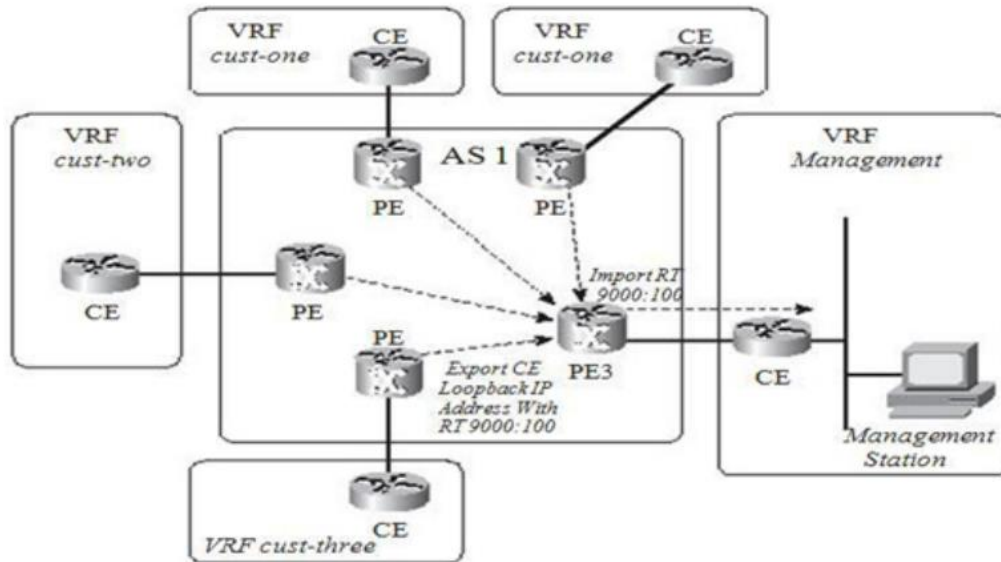 VRF
cust-one
CE
VRF
cust-one
CE
VRF
cust-two
CE
AS 1
PE
PE
PE
VRF
Management
Import RT
9000:100
PE
PE3
CE
Export CE
Loopback IP
Address With
RT 9000:100
Management
Station
CE
VRF cust-three